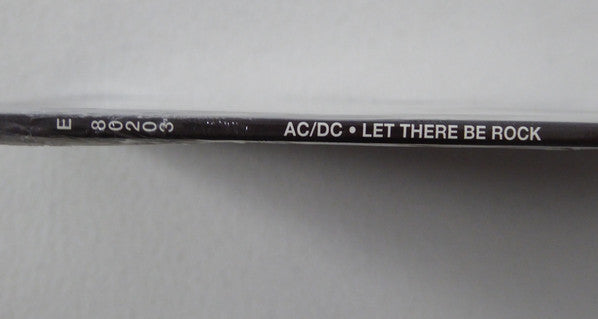 E 80203 AC/DC • LET THERE BE ROCK